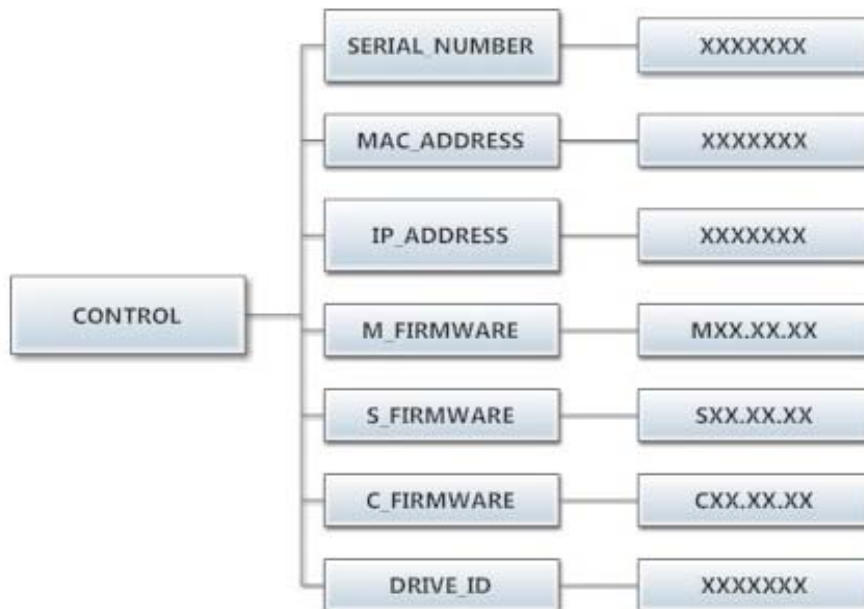 SERIAL_NUMBER XXXXXXX
MAC_ADDRESS XXXXXXX
IP_ADDRESS XXXXXXX
CONTROL
M_FIRMWARE MXX.XX.XX
S_FIRMWARE SXX.XX.XX
C_FIRMWARE CXX.XX.XX
DRIVE_ID XXXXXXX